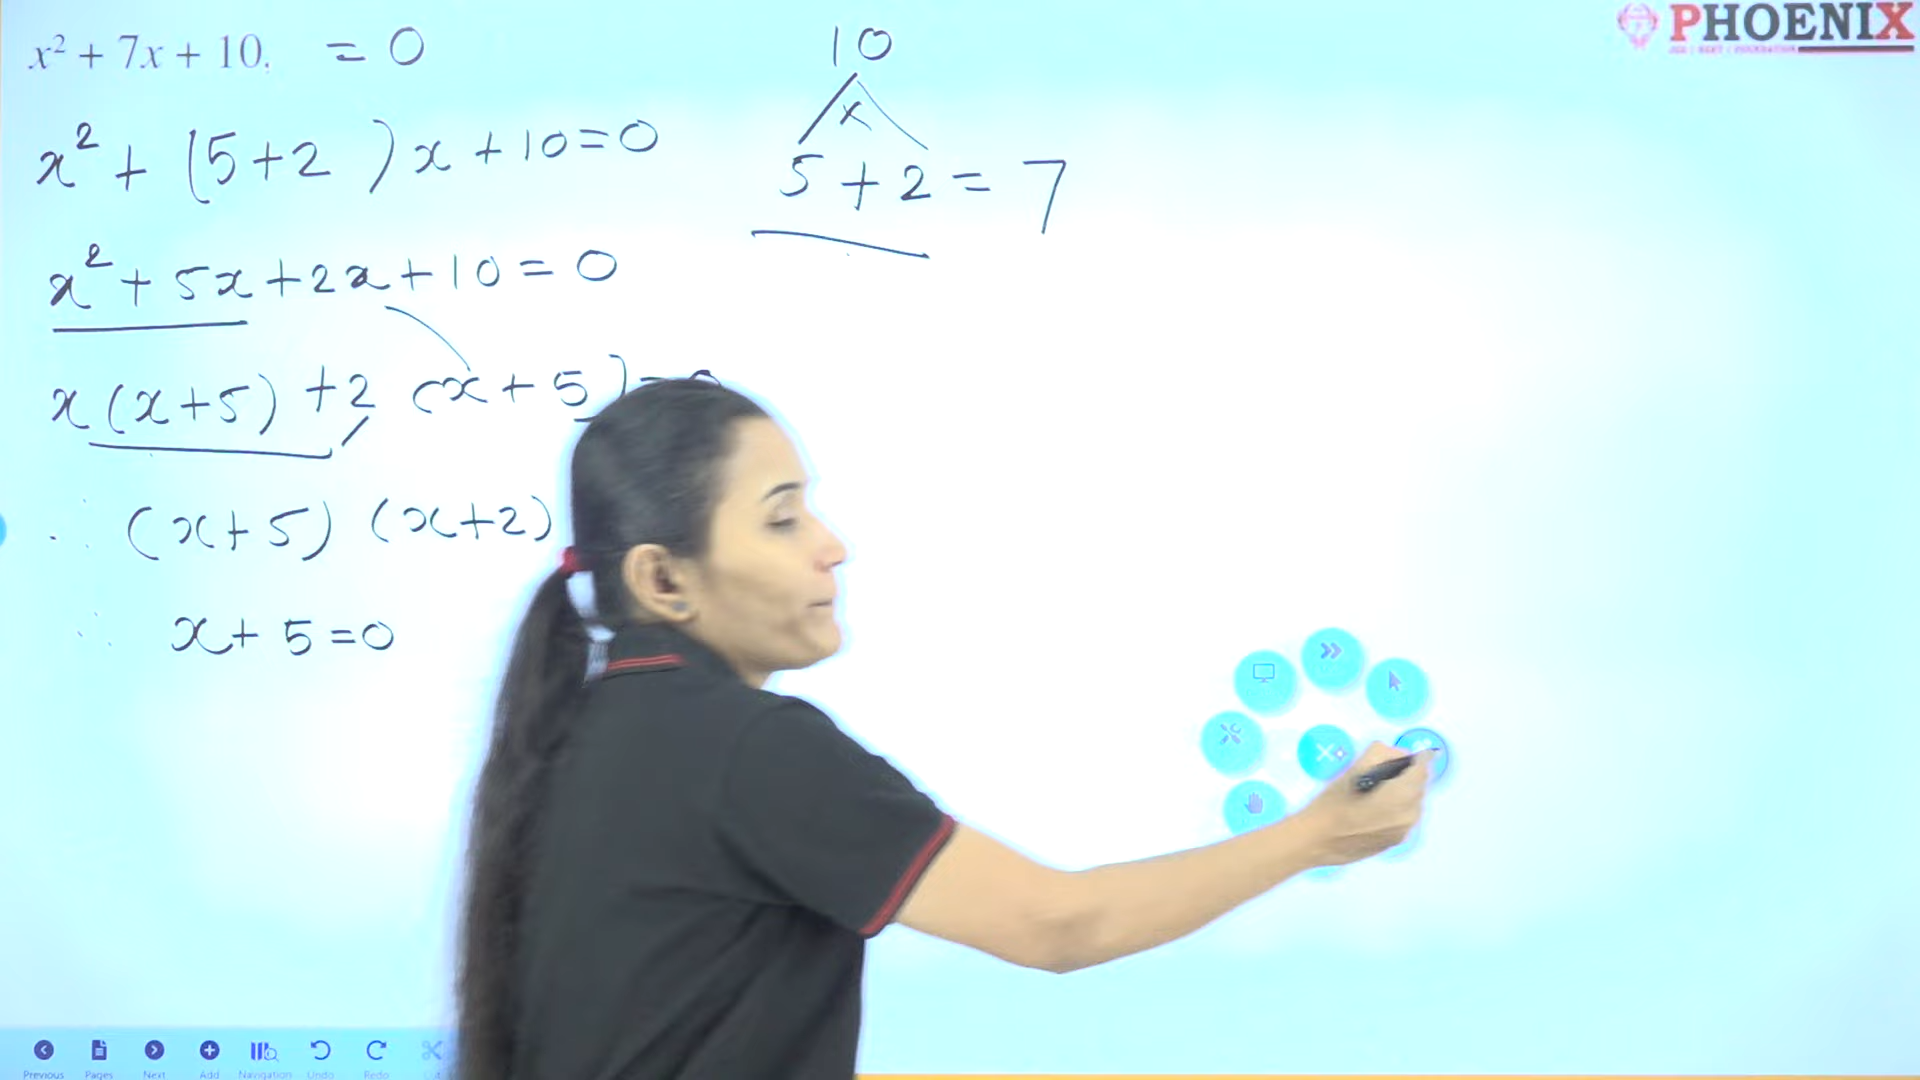 x² + 7x + 10, = 0
x² + (5+2 )x + 10 = 0
x² + 5x + 2x + 10 = 0
x(x+5) +2 (x+5) = 0
∴ (x+5) (x+2)
∴ x + 5 = 0
10
x
5 + 2 = 7
PHOENIX
Previous Pages Next Add Navigation Undo Redo